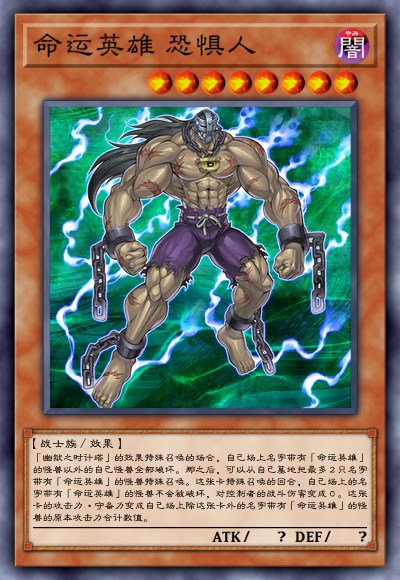 命运英雄 恐惧人
やみ
闇
D
【战士族/效果】
「幽狱之时计塔」的效果特殊召唤的场合，自己场上名字带有「命运英雄」
的怪兽以外的自己怪兽全部破坏。那之后，可以从自己墓地把最多2只名字
带有「命运英雄」的怪兽特殊召唤。这张卡特殊召唤的回合，自己场上的名
字带有「命运英雄」的怪兽不会被破坏，对控制者的战斗伤害变成0。这张
卡的攻击力·守备力变成自己场上除这张卡外的名字带有「命运英雄」的怪
兽的原本攻击力合计数值。
ATK/ ? DEF/ ?